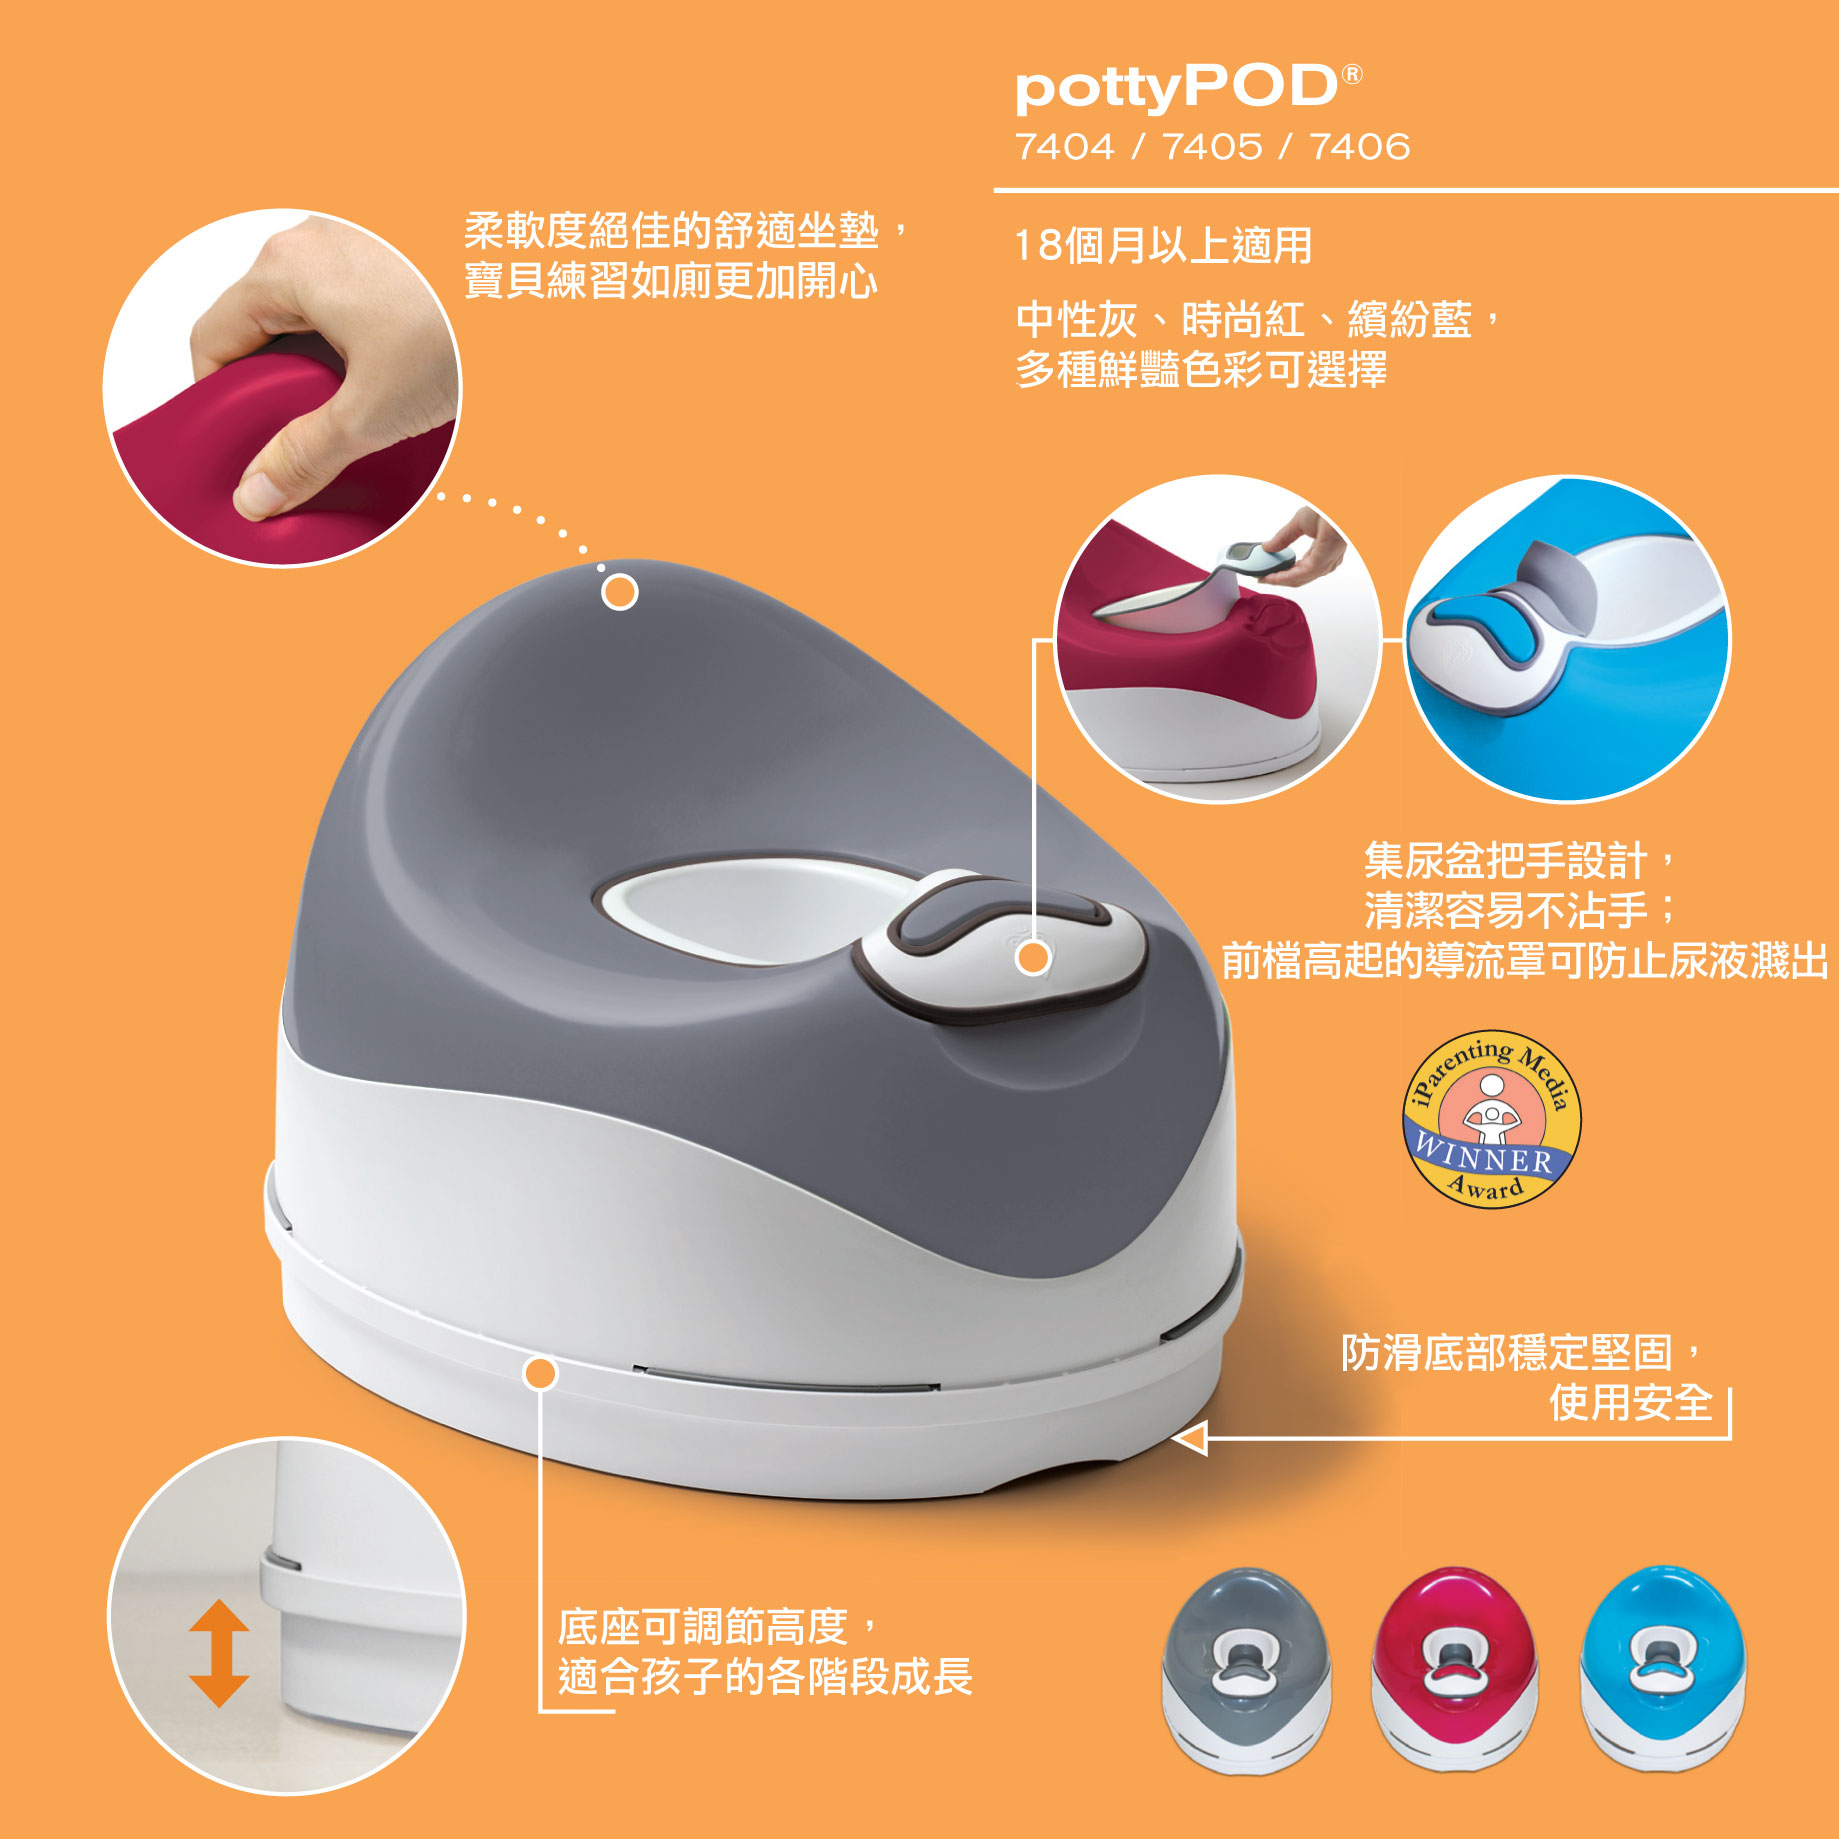 pottyPOD®
7404 / 7405 / 7406
柔軟度絕佳的舒適坐墊，
寶貝練習如廁更加開心
18個月以上適用
中性灰、時尚紅、繽紛藍，
多種鮮豔色彩可選擇
集尿盆把手設計，
清潔容易不沾手；
前檔高起的導流罩可防止尿液濺出
iParenting Media
WINNER
Award
防滑底部穩定堅固，
使用安全
底座可調節高度，
適合孩子的各階段成長